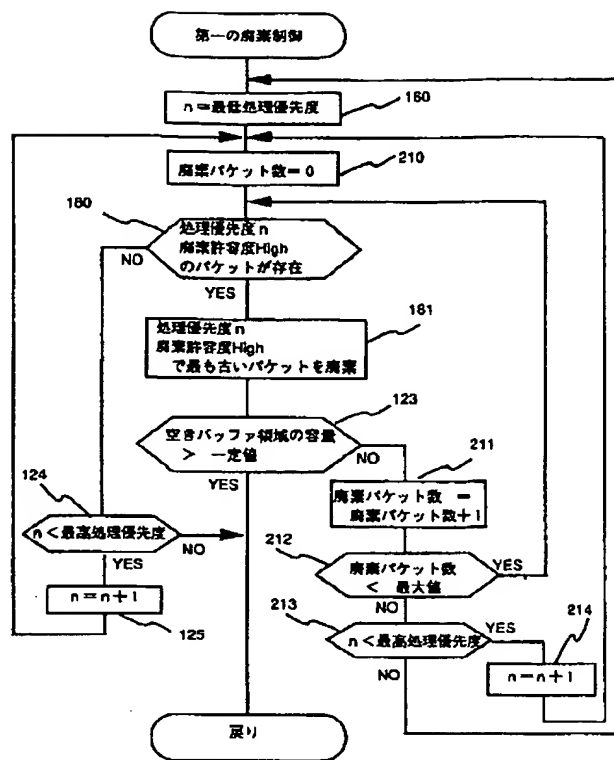 第一の廃棄制御
160
n=最低処理優先度
210
廃棄パケット数=0
180
処理優先度n
廃棄許容度High
のパケットが存在
NO
YES
181
処理優先度n
廃棄許容度High
で最も古いパケットを廃棄
123
空きバッファ領域の容量
> 一定値
NO
YES
211
廃棄パケット数 =
廃棄パケット数+1
124
n<最高処理優先度
NO
YES
212
廃棄パケット数
< 最大値
YES
NO
n=n+1
125
213
n<最高処理優先度
YES
NO
214
n=n+1
戻り